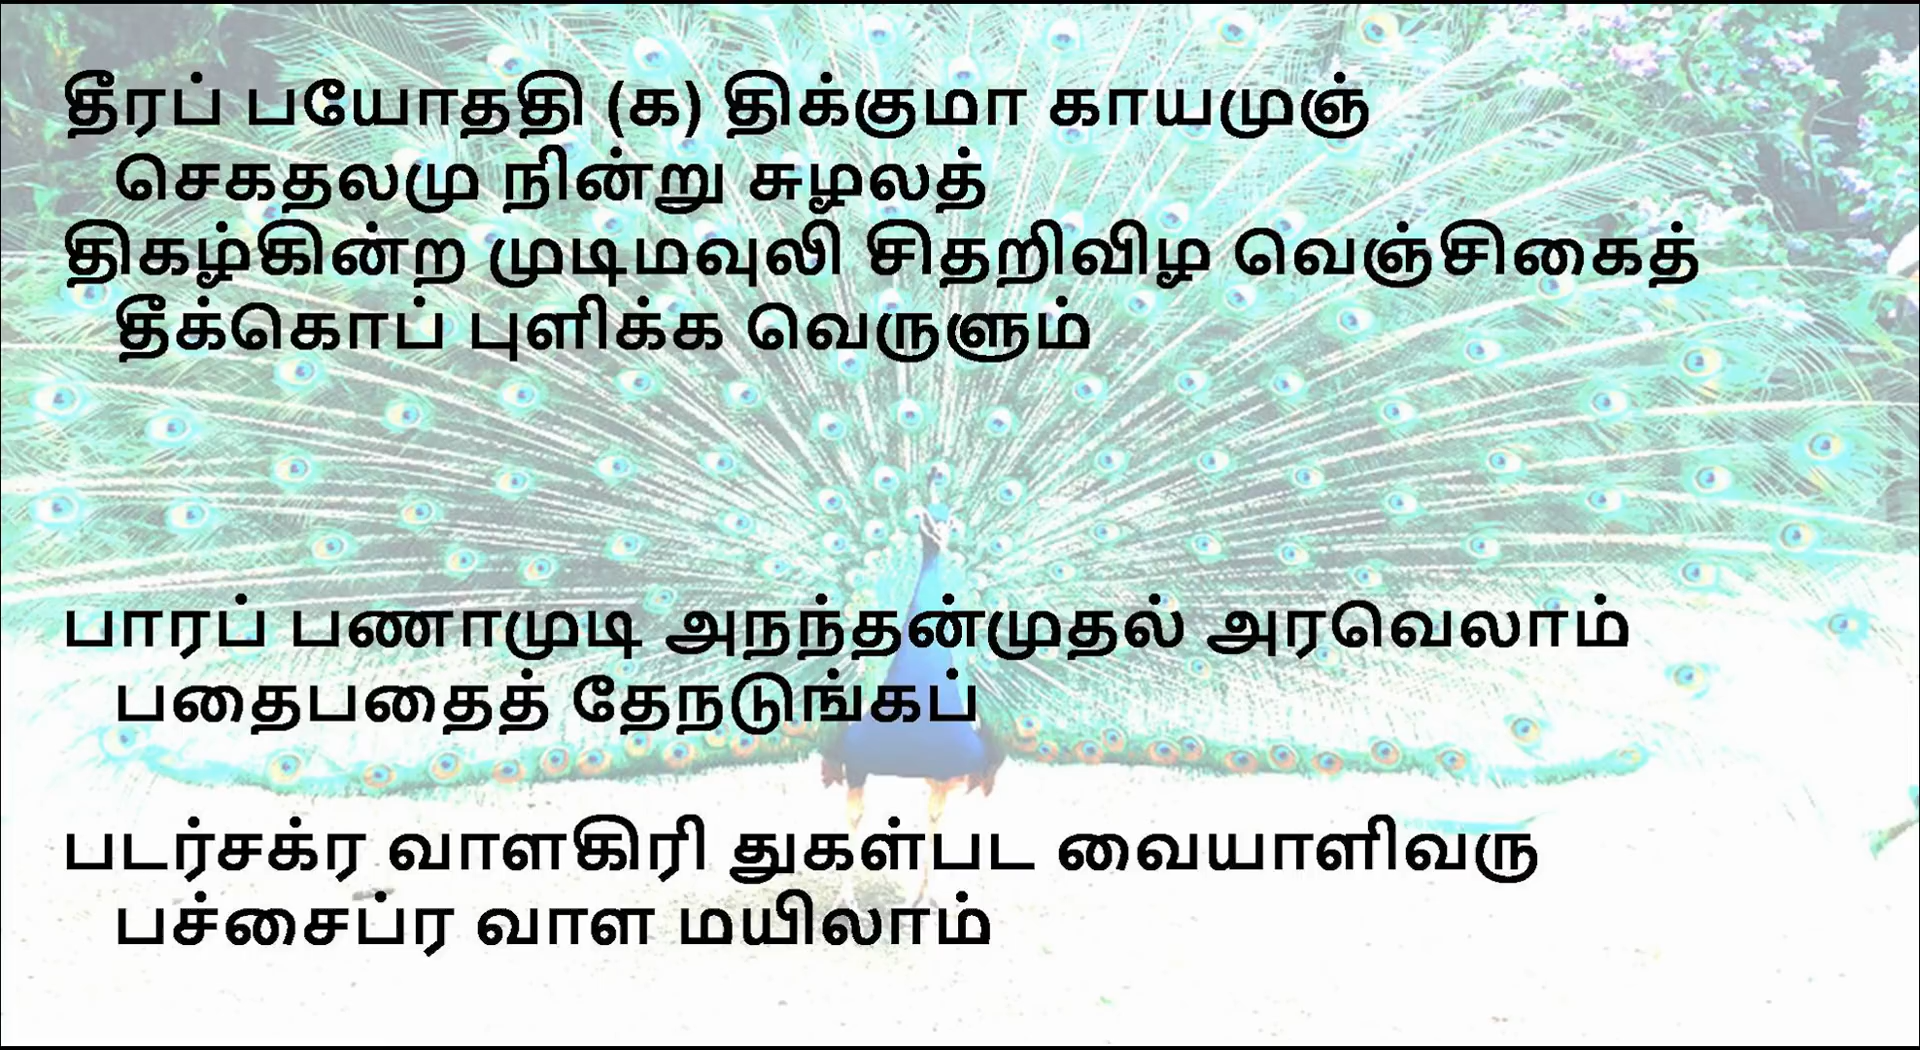 தீரப் பயோததி (க) திக்குமா காயமுஞ்
செகதலமு நின்று சுழலத்
திகழ்கின்ற முடிமவுலி சிதறிவிழ வெஞ்சிகைத்
தீக்கொப் புளிக்க வெருளும்
பாரப் பணாமுடி அநந்தன்முதல் அரவெலாம்
பதைபதைத் தேநடுங்கப்
படர்சக்ர வாளகிரி துகள்பட வையாளிவரு
பச்சைப்ர வாள மயிலாம்